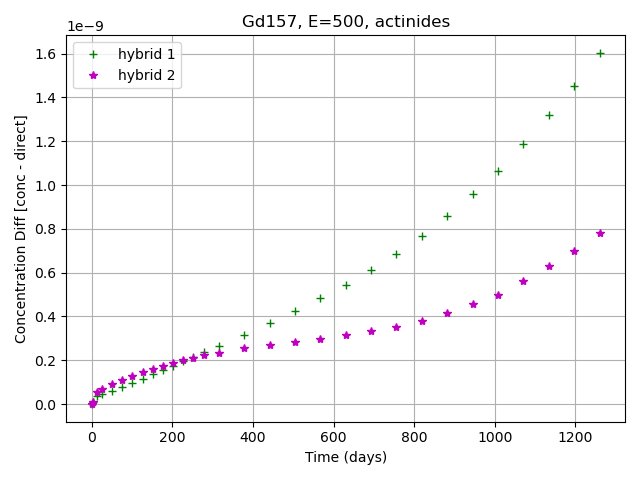 Gd157, E=500, actinides
1e−9
hybrid 1
hybrid 2
1.6
1.4
1.2
1.0
0.8
0.6
0.4
0.2
0.0
Concentration Diff [conc - direct]
0 200 400 600 800 1000 1200
Time (days)